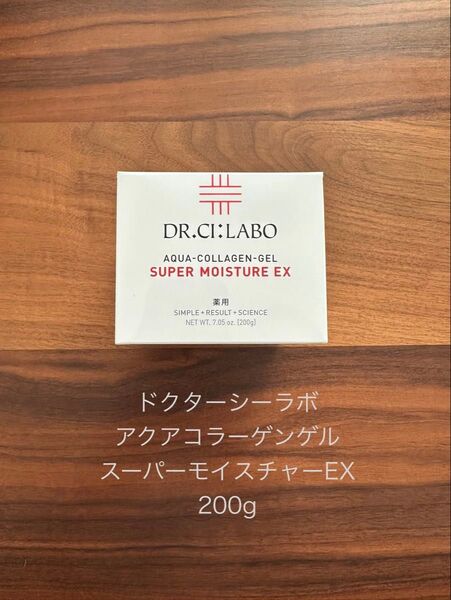 DR.CI:LABO
AQUA-COLLAGEN-GEL
SUPER MOISTURE EX
薬用
SIMPLE+RESULT+SCIENCE
NET WT. 7.05 oz. [200g]
ドクターシーラボ
アクアコラーゲンゲル
スーパーモイスチャーEX
200g